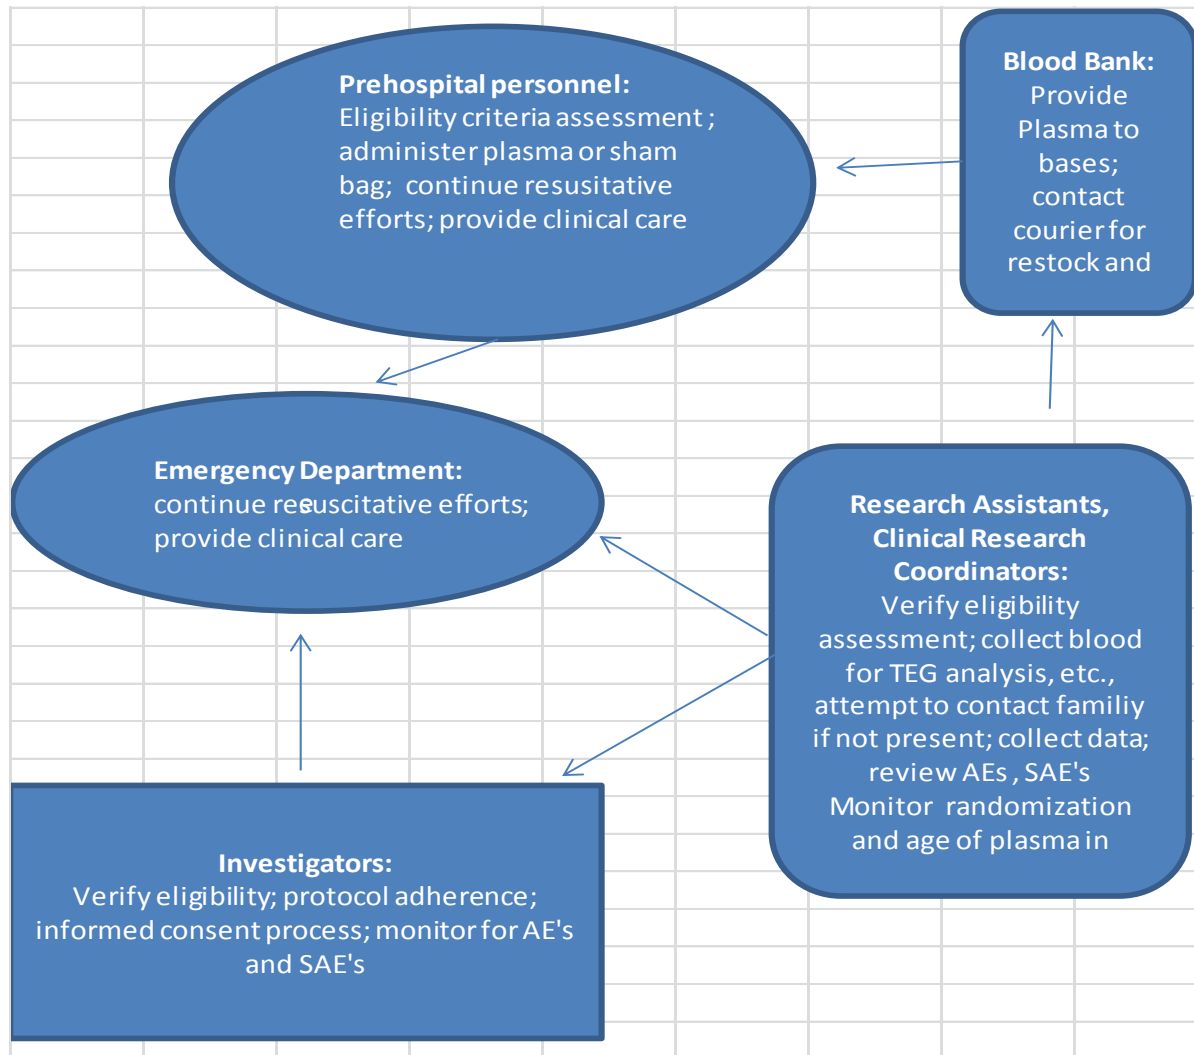 Prehospital personnel:
Eligibility criteria assessment ;
administer plasma or sham
bag; continue resusitative
efforts; provide clinical care
Blood Bank:
Provide
Plasma to
bases;
contact
courier for
restock and
Emergency Department:
continue resuscitative efforts;
provide clinical care
Research Assistants,
Clinical Research
Coordinators:
Verify eligibility
assessment; collect blood
for TEG analysis, etc.,
attempt to contact familiy
if not present; collect data;
review AEs , SAE's
Monitor randomization
and age of plasma in
Investigators:
Verify eligibility; protocol adherence;
informed consent process; monitor for AE's
and SAE's